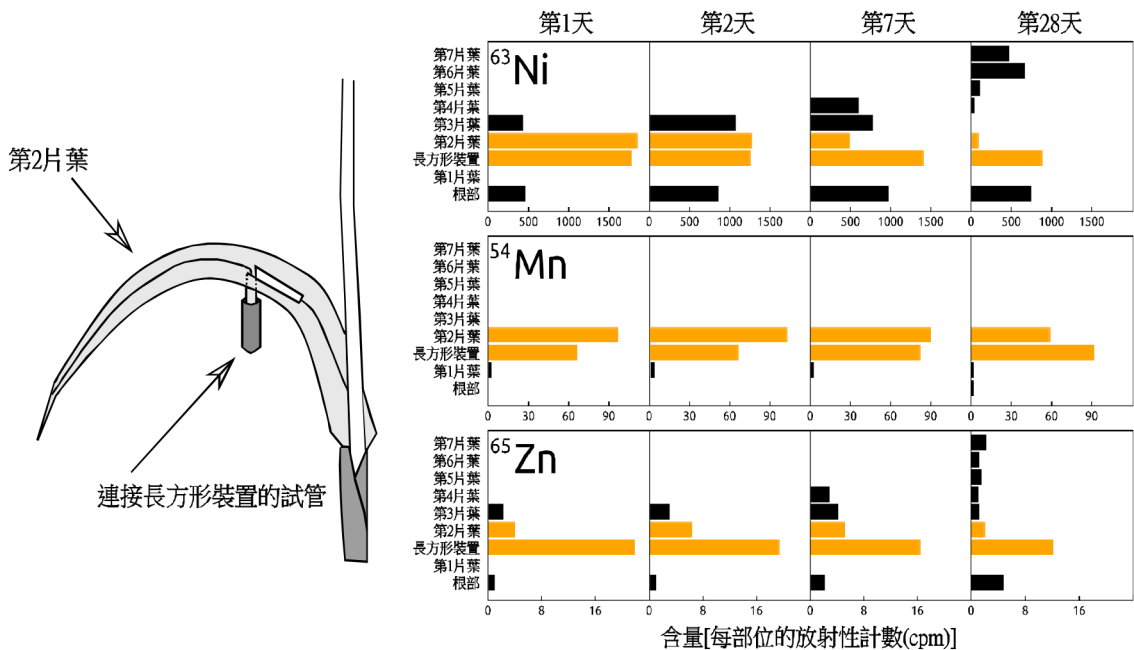 第2片葉
連接長方形裝置的試管
第1天 第2天 第7天 第28天
63Ni
第7片葉
第6片葉
第5片葉
第4片葉
第3片葉
第2片葉
長方形裝置
第1片葉
根部
0 500 1000 1500 0 500 1000 1500 0 500 1000 1500 0 500 1000 1500
54Mn
第7片葉
第6片葉
第5片葉
第4片葉
第3片葉
第2片葉
長方形裝置
第1片葉
根部
0 30 60 90 0 30 60 90 0 30 60 90 0 30 60 90
65Zn
第7片葉
第6片葉
第5片葉
第4片葉
第3片葉
第2片葉
長方形裝置
第1片葉
根部
0 8 16 0 8 16 0 8 16 0 8 16
含量[每部位的放射性計數(cpm)]